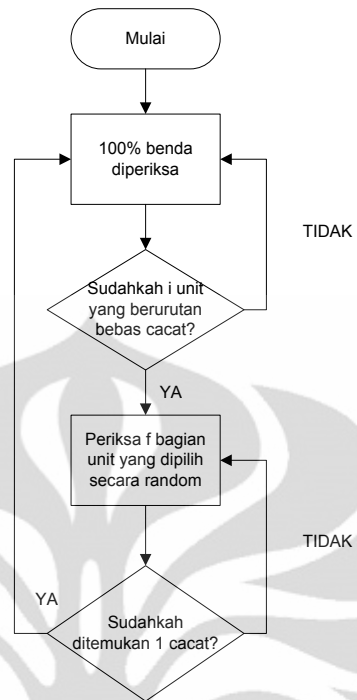 Mulai
100% benda
diperiksa
TIDAK
Sudahkah i unit
yang berurutan
bebas cacat?
YA
Periksa f bagian
unit yang dipilih
secara random
TIDAK
YA
Sudahkah
ditemukan 1 cacat?